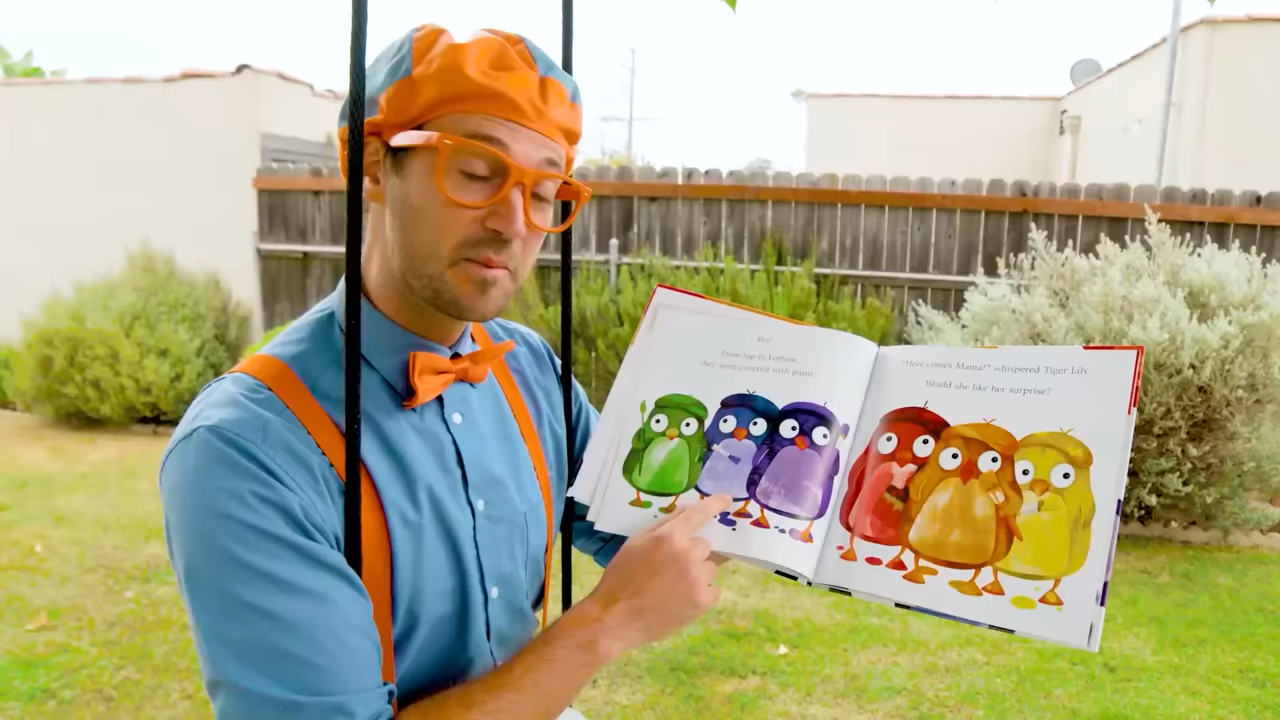 Yes!
From top to bottom,
they were covered with paint.
"Here comes Mama!" whispered Tiger Lily
Would she like her surprise?